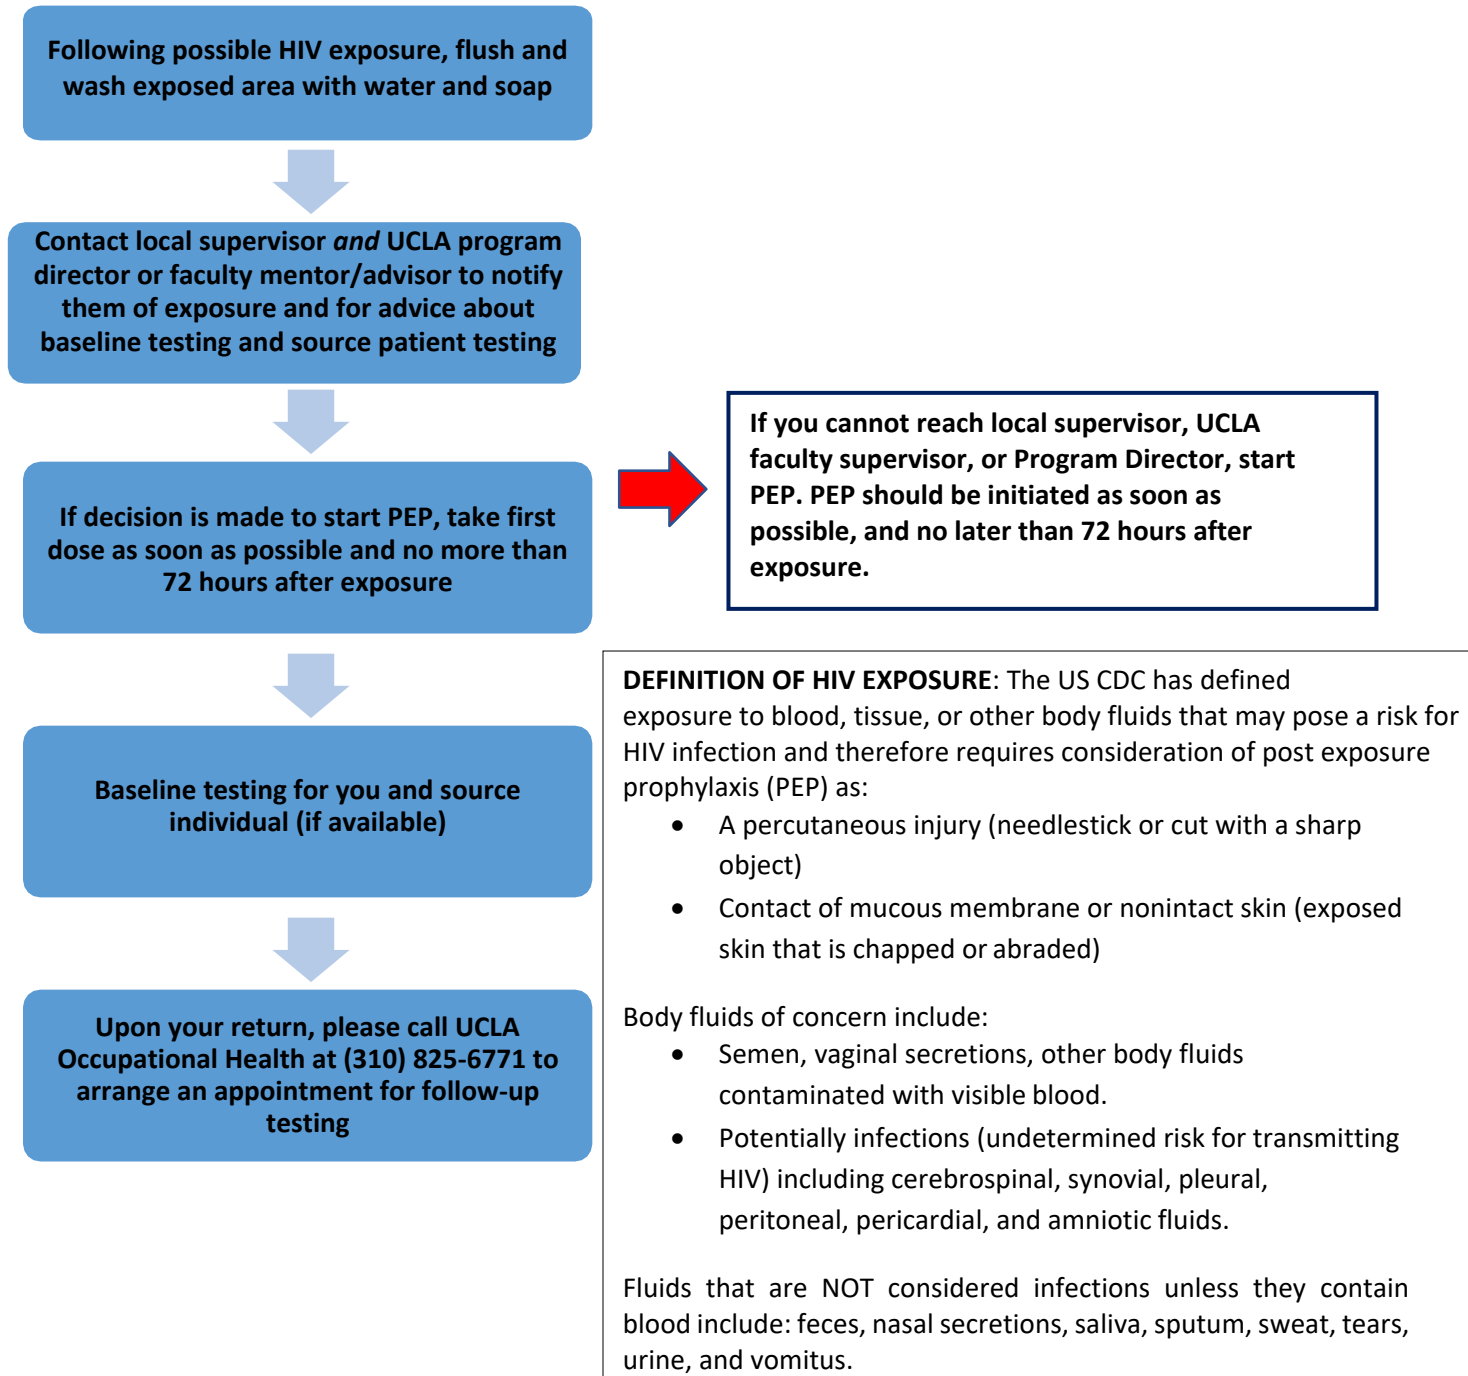 Following possible HIV exposure, flush and
wash exposed area with water and soap
Contact local supervisor and UCLA program
director or faculty mentor/advisor to notify
them of exposure and for advice about
baseline testing and source patient testing
If decision is made to start PEP, take first
dose as soon as possible and no more than
72 hours after exposure
If you cannot reach local supervisor, UCLA
faculty supervisor, or Program Director, start
PEP. PEP should be initiated as soon as
possible, and no later than 72 hours after
exposure.
Baseline testing for you and source
individual (if available)
Upon your return, please call UCLA
Occupational Health at (310) 825-6771 to
arrange an appointment for follow-up
testing
DEFINITION OF HIV EXPOSURE: The US CDC has defined
exposure to blood, tissue, or other body fluids that may pose a risk for
HIV infection and therefore requires consideration of post exposure
prophylaxis (PEP) as:
• A percutaneous injury (needlestick or cut with a sharp
object)
• Contact of mucous membrane or nonintact skin (exposed
skin that is chapped or abraded)
Body fluids of concern include:
• Semen, vaginal secretions, other body fluids
contaminated with visible blood.
• Potentially infections (undetermined risk for transmitting
HIV) including cerebrospinal, synovial, pleural,
peritoneal, pericardial, and amniotic fluids.
Fluids that are NOT considered infections unless they contain
blood include: feces, nasal secretions, saliva, sputum, sweat, tears,
urine, and vomitus.